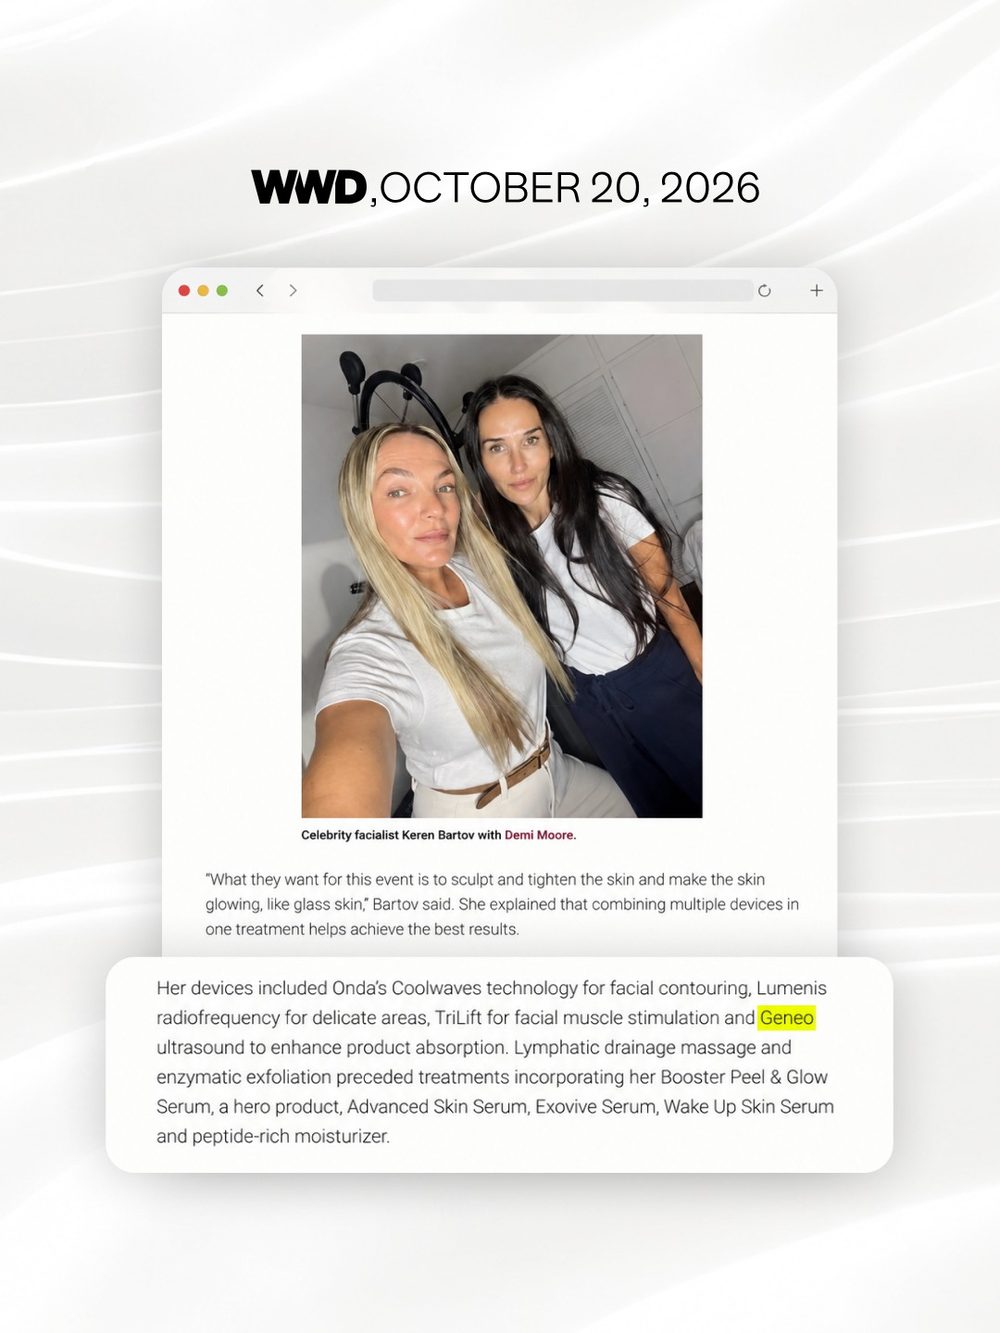 WWD,OCTOBER 20, 2026
Celebrity facialist Keren Bartov with Demi Moore.
“What they want for this event is to sculpt and tighten the skin and make the skin
glowing, like glass skin,” Bartov said. She explained that combining multiple devices in
one treatment helps achieve the best results.
Her devices included Onda’s Coolwaves technology for facial contouring, Lumenis
radiofrequency for delicate areas, TriLift for facial muscle stimulation and Geneo
ultrasound to enhance product absorption. Lymphatic drainage massage and
enzymatic exfoliation preceded treatments incorporating her Booster Peel & Glow
Serum, a hero product, Advanced Skin Serum, Exovive Serum, Wake Up Skin Serum
and peptide-rich moisturizer.